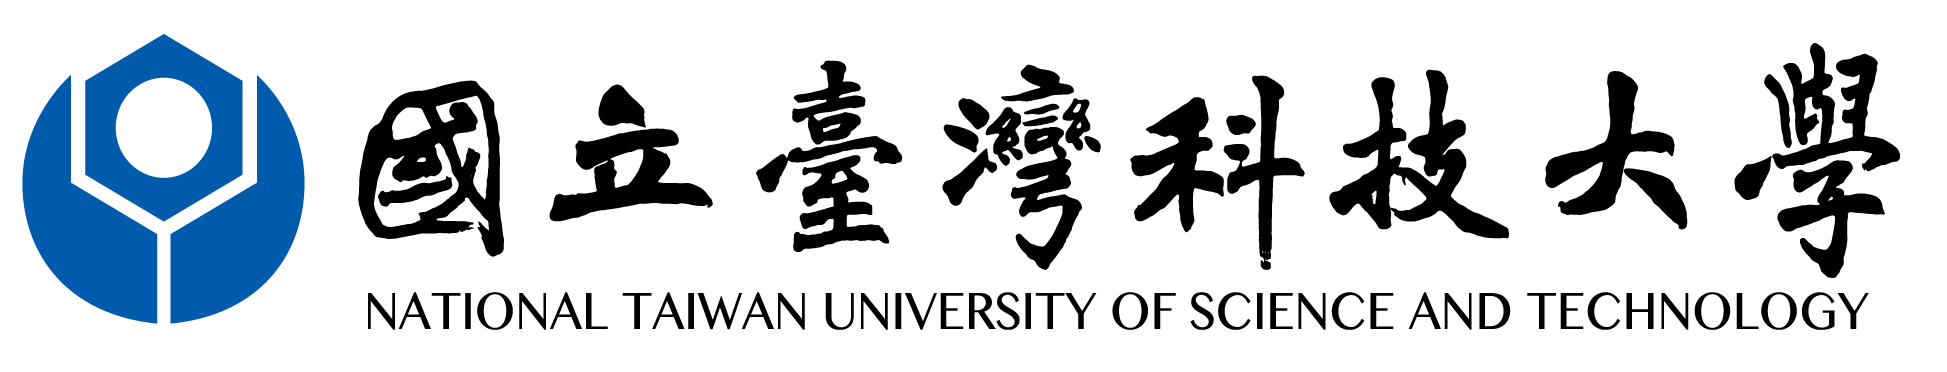 國立臺灣科技大學
NATIONAL TAIWAN UNIVERSITY OF SCIENCE AND TECHNOLOGY